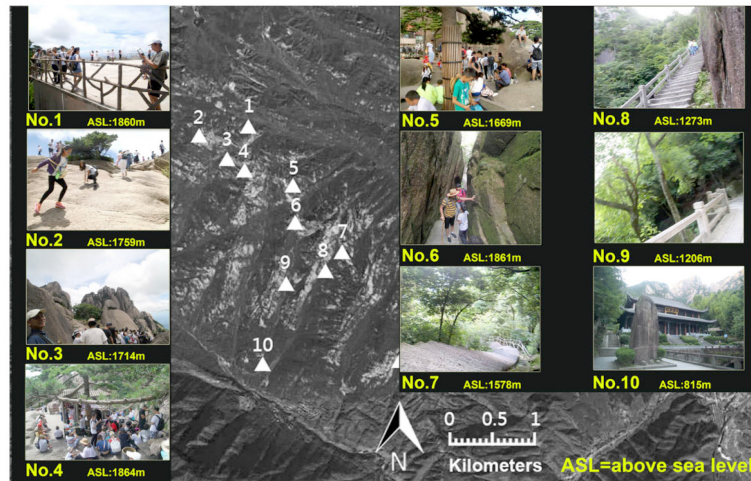 No.1 ASL:1860m
No.2 ASL:1759m
No.3 ASL:1714m
No.4 ASL:1864m
1
2
3
4
5
6
7
8
9
10
No.5 ASL:1669m
No.6 ASL:1861m
No.7 ASL:1578m
No.8 ASL:1273m
No.9 ASL:1206m
No.10 ASL:815m
N
0 0.5 1
Kilometers
ASL=above sea level